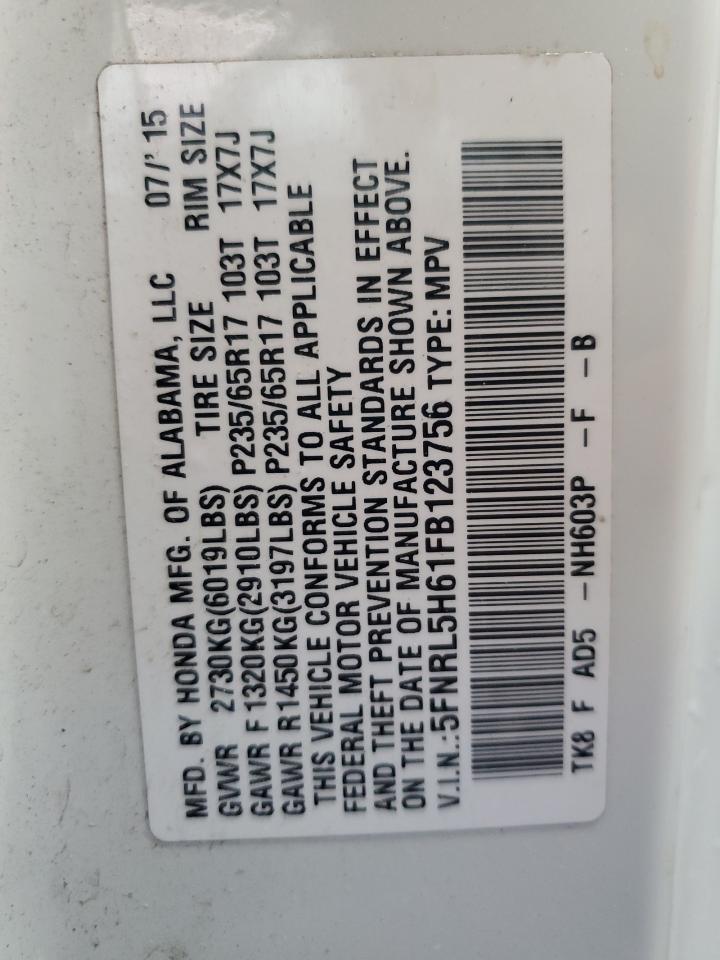 MFD. BY HONDA MFG. OF ALABAMA, LLC 07/'15
GVWR 2730KG(6019LBS) TIRE SIZE RIM SIZE
GAWR F 1320KG(2910LBS) P235/65R17 103T 17X7J
GAWR R1450KG(3197LBS) P235/65R17 103T 17X7J
THIS VEHICLE CONFORMS TO ALL APPLICABLE
FEDERAL MOTOR VEHICLE SAFETY
AND THEFT PREVENTION STANDARDS IN EFFECT
ON THE DATE OF MANUFACTURE SHOWN ABOVE.
V.I.N.:5FNRL5H61FB123756 TYPE: MPV
TK8 F AD5 -NH603P -F -B